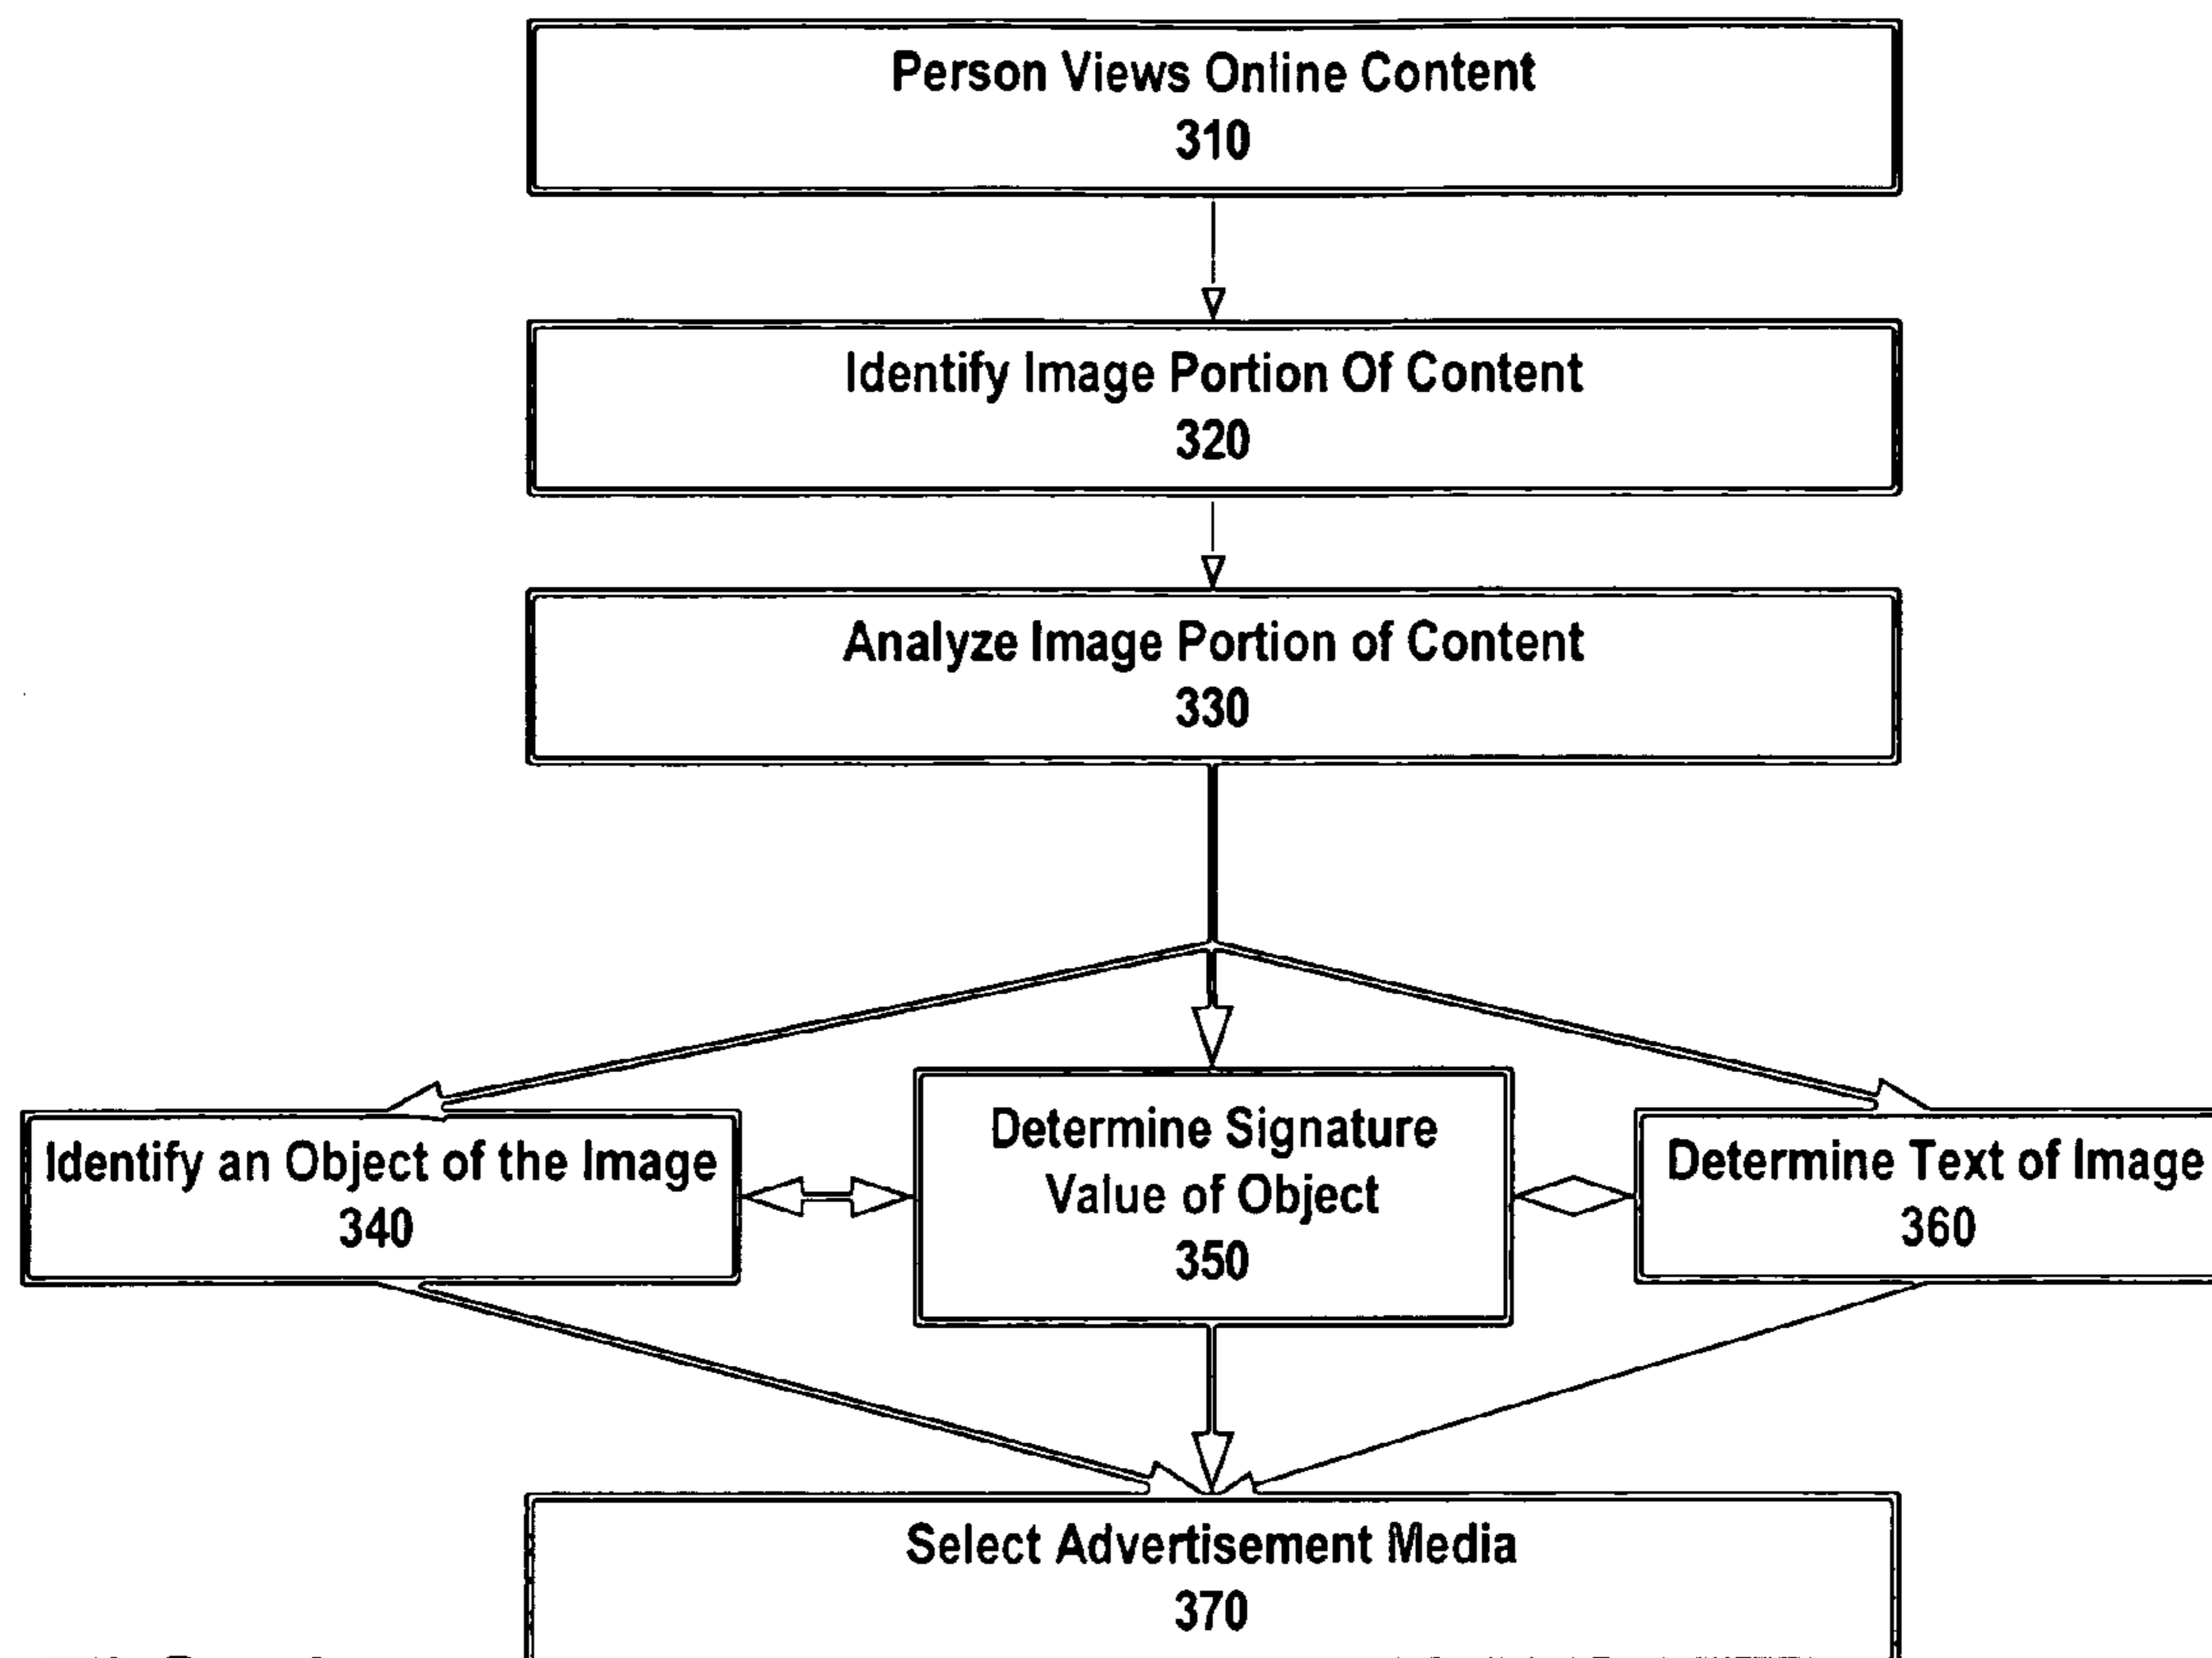 Person Views Online Content
310
Identify Image Portion Of Content
320
Analyze Image Portion of Content
330
Identify an Object of the Image
340
Determine Signature
Value of Object
350
Determine Text of Image
360
Select Advertisement Media
370